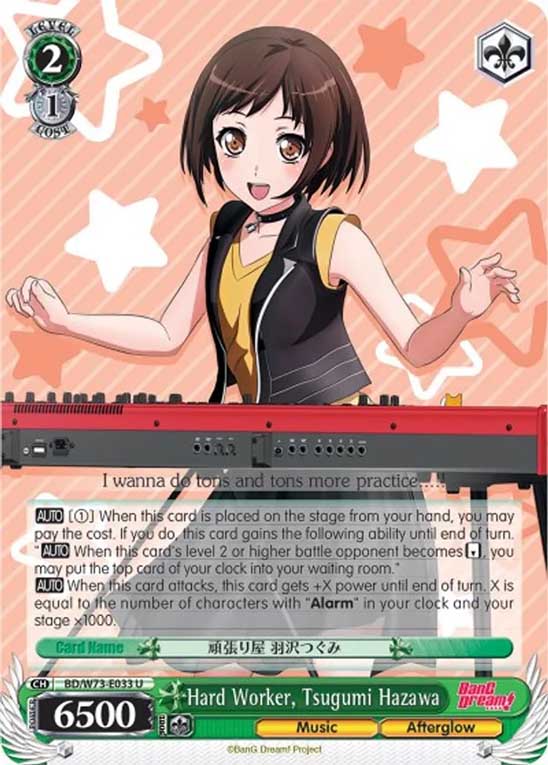 LEVEL
2
1
COST
I wanna do tons and tons more practice.....
AUTO [①] When this card is placed on the stage from your hand, you may
pay the cost. If you do, this card gains the following ability until end of turn.
"AUTO When this card's level 2 or higher battle opponent becomes , you
may put the top card of your clock into your waiting room."
AUTO When this card attacks, this card gets +X power until end of turn. X is
equal to the number of characters with "Alarm" in your clock and your
stage ×1000.
Card Name 頑張り屋 羽沢つぐみ
CH BD/W73-E033 U
Hard Worker, Tsugumi Hazawa
BanG Dream!
POWER 6500 SOUL
Music Afterglow
©BanG Dream! Project